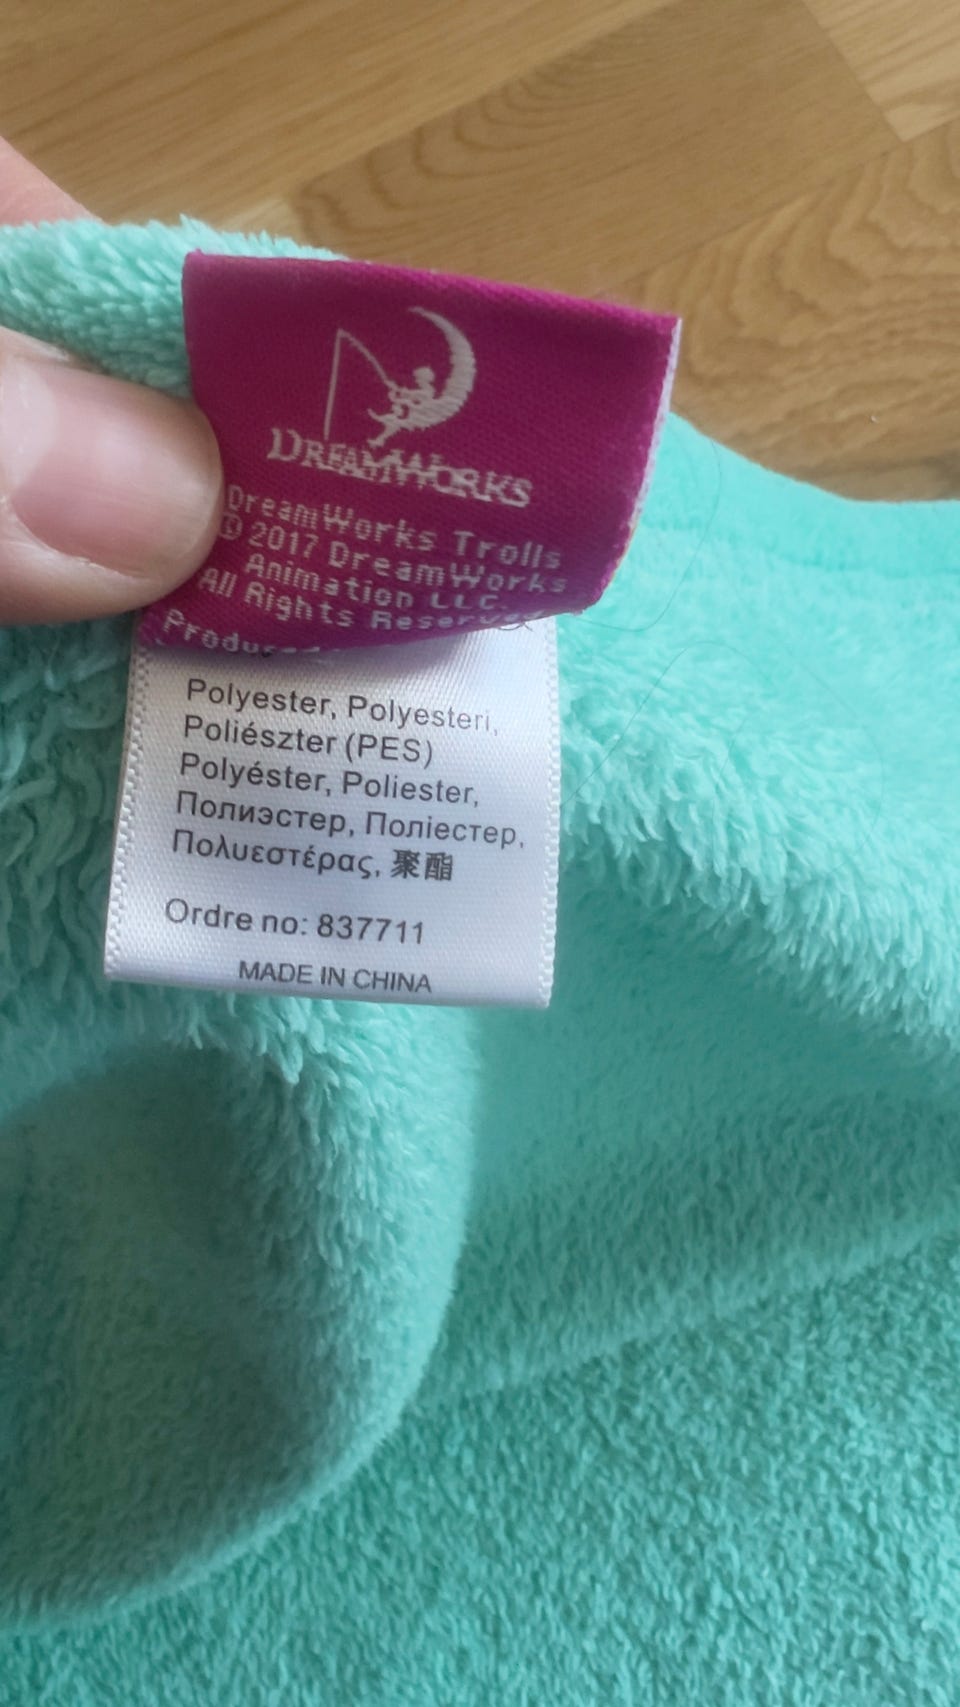 DREAMWORKS
DreamWorks Trolls
© 2017 DreamWorks
Animation LLC.
All Rights
Polyester, Polyesteri,
Poliészter (PES)
Polyéster, Poliester,
Полиэстер, Поліестер,
Πολυεστέρας, 聚酯
Ordre no: 837711
MADE IN CHINA